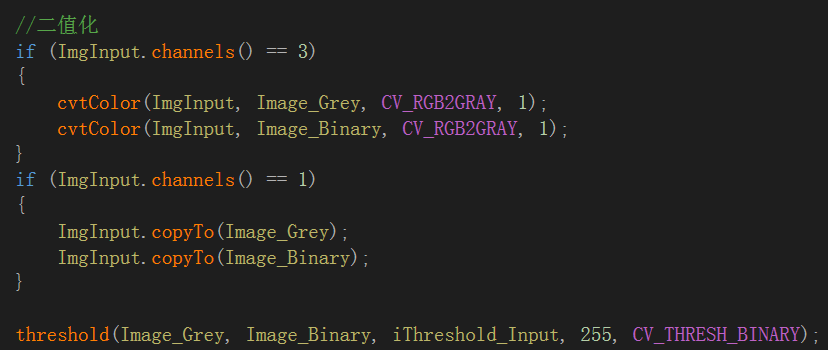 //二值化
if (ImgInput.channels() == 3)
{
    cvtColor(ImgInput, Image_Grey, CV_RGB2GRAY, 1);
    cvtColor(ImgInput, Image_Binary, CV_RGB2GRAY, 1);
}
if (ImgInput.channels() == 1)
{
    ImgInput.copyTo(Image_Grey);
    ImgInput.copyTo(Image_Binary);
}
threshold(Image_Grey, Image_Binary, iThreshold_Input, 255, CV_THRESH_BINARY);